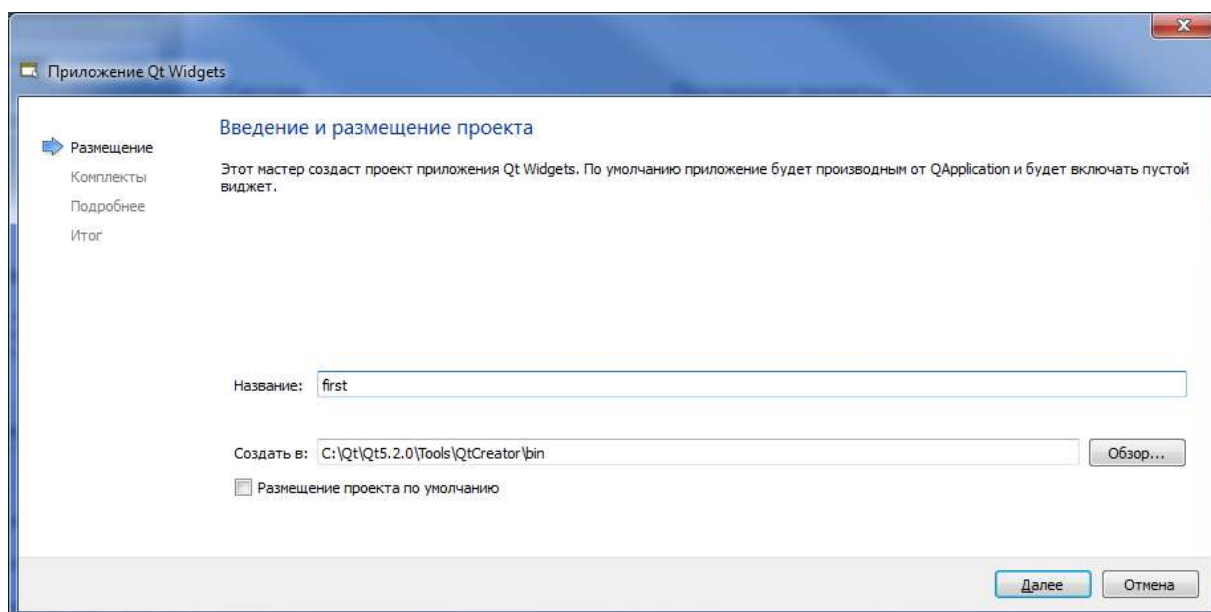 Приложение Qt Widgets
Размещение
Комплекты
Подробнее
Итог
Введение и размещение проекта
Этот мастер создаст проект приложения Qt Widgets. По умолчанию приложение будет производным от QApplication и будет включать пустой
виджет.
Название: first
Создать в: C:\Qt\Qt5.2.0\Tools\QtCreator\bin Обзор...
Размещение проекта по умолчанию
Далее Отмена